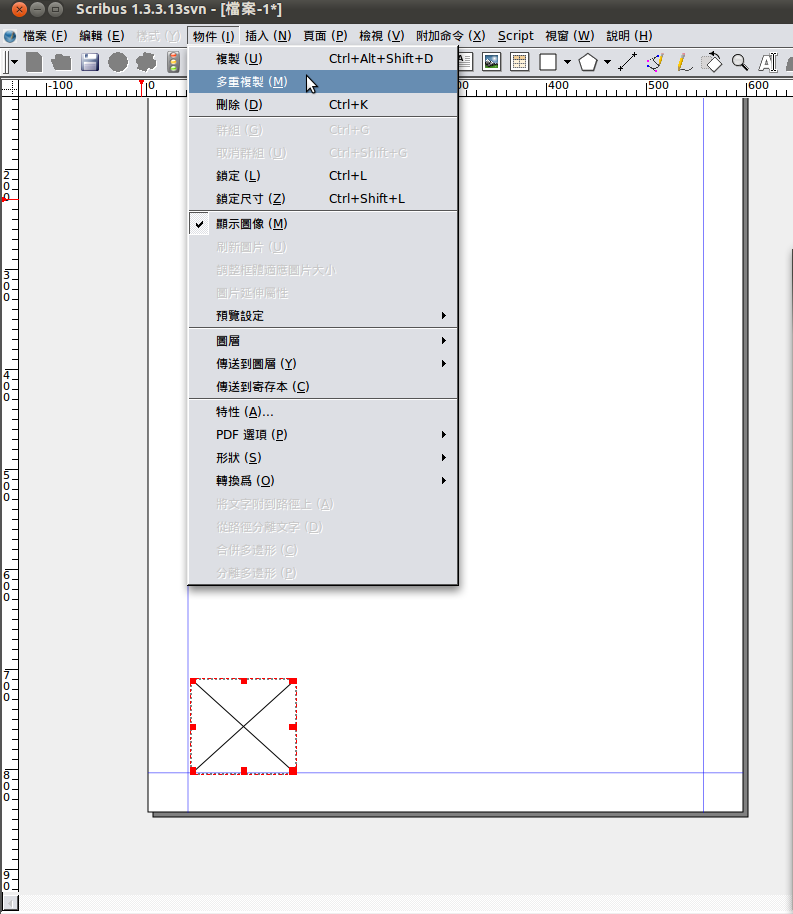 Scribus 1.3.3.13svn - [檔案-1*]
檔案 (F) 編輯 (E) 樣式 (Y) 物件 (I) 插入 (N) 頁面 (P) 檢視 (V) 附加命令 (X) Script 視窗 (W) 說明 (H)
複製 (U) Ctrl+Alt+Shift+D
多重複製 (M)
刪除 (D) Ctrl+K
群組 (G) Ctrl+G
取消群組 (U) Ctrl+Shift+G
鎖定 (L) Ctrl+L
鎖定尺寸 (Z) Ctrl+Shift+L
顯示圖像 (M)
刷新圖片 (U)
調整框體適應圖片大小
圖片延伸屬性
預覽設定
圖層
傳送到圖層 (Y)
傳送到寄存本 (C)
特性 (A)...
PDF 選項 (P)
形狀 (S)
轉換爲 (O)
將文字附到路徑上 (A)
從路徑分離文字 (D)
合併多邊形 (C)
分離多邊形 (P)
-100 0 400 500 600
200
300
400
500
600
700
800
90